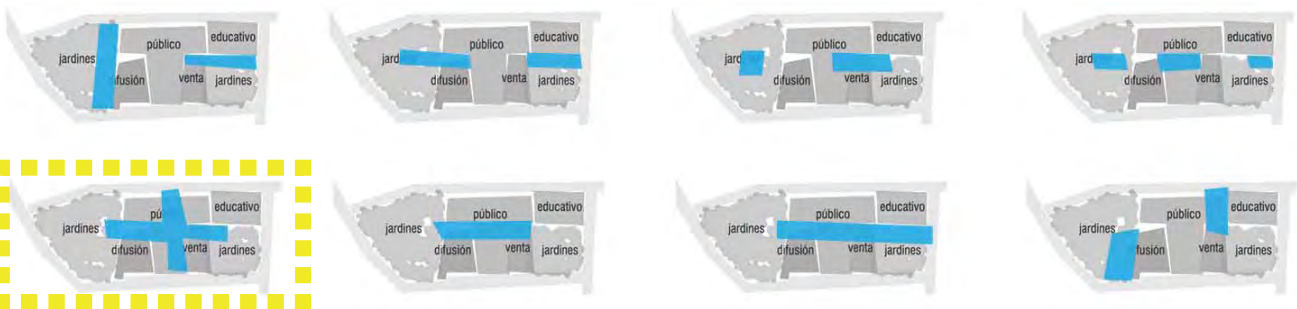 educativo
público
jardines
ifusión venta jardines
educativo
público
jard
difusión venta jardines
educativo
público
jard
difusión venta jardines
educativo
público
jard
difusión venta jardines
educativo
pú
jardines
difusión venta jardines
educativo
público
jardines
difusión venta jardines
educativo
público
jardines
difusión venta jardines
educativo
público
jardines
fusión venta jardines